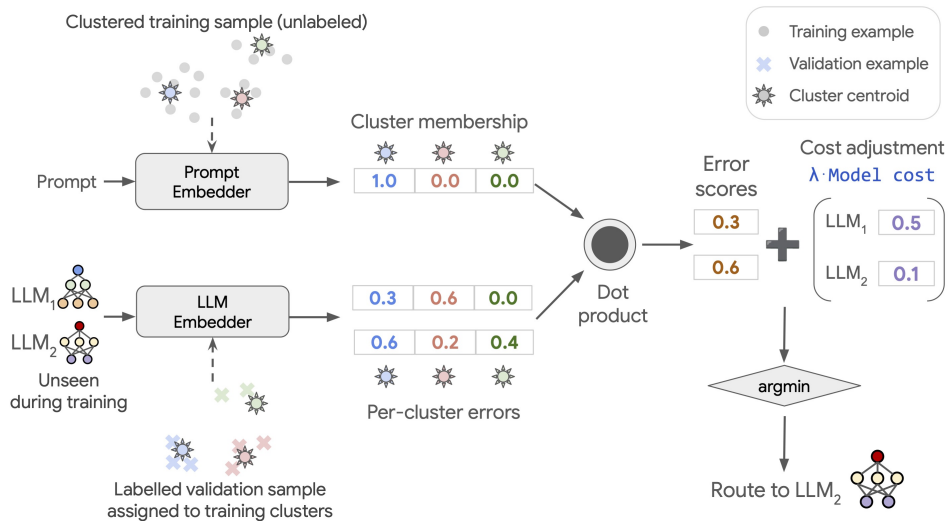 Clustered training sample (unlabeled)
Training example
Validation example
Cluster centroid
Prompt
Prompt
Embedder
Cluster membership
1.0 0.0 0.0
Error
scores
0.3
0.6
Cost adjustment
λ·Model cost
LLM1 0.5
LLM2 0.1
Dot
product
LLM1
LLM2
Unseen
during training
LLM
Embedder
0.3 0.6 0.0
0.6 0.2 0.4
Per-cluster errors
Labelled validation sample
assigned to training clusters
argmin
Route to LLM2